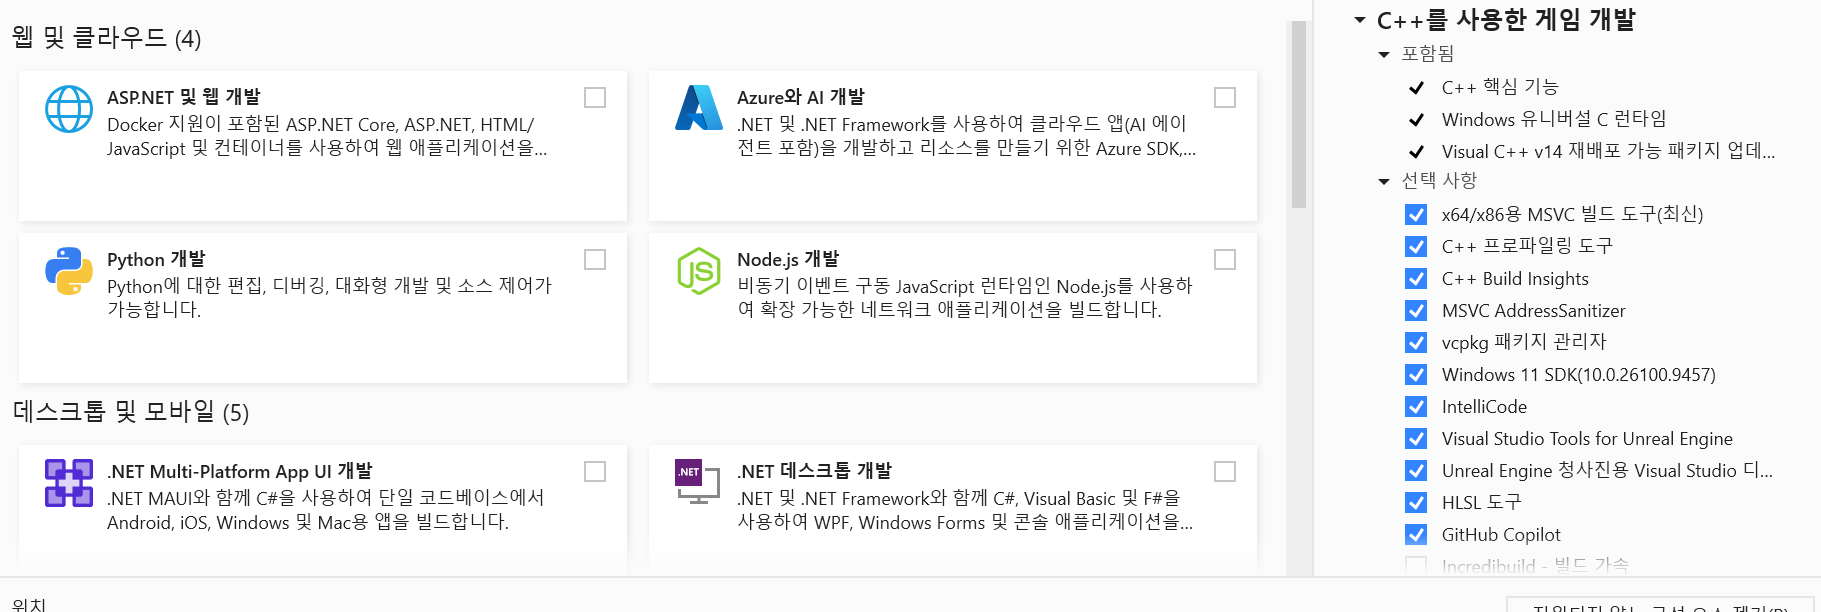 웹 및 클라우드 (4)
ASP.NET 및 웹 개발
Docker 지원이 포함된 ASP.NET Core, ASP.NET, HTML/
JavaScript 및 컨테이너를 사용하여 웹 애플리케이션을...
Azure와 AI 개발
.NET 및 .NET Framework를 사용하여 클라우드 앱(AI 에이
전트 포함)을 개발하고 리소스를 만들기 위한 Azure SDK,...
Python 개발
Python에 대한 편집, 디버깅, 대화형 개발 및 소스 제어가
가능합니다.
Node.js 개발
비동기 이벤트 구동 JavaScript 런타임인 Node.js를 사용하
여 확장 가능한 네트워크 애플리케이션을 빌드합니다.
데스크톱 및 모바일 (5)
.NET Multi-Platform App UI 개발
.NET MAUI와 함께 C#을 사용하여 단일 코드베이스에서
Android, iOS, Windows 및 Mac용 앱을 빌드합니다.
.NET
.NET 데스크톱 개발
.NET 및 .NET Framework와 함께 C#, Visual Basic 및 F#을
사용하여 WPF, Windows Forms 및 콘솔 애플리케이션을...
C++를 사용한 게임 개발
포함됨
C++ 핵심 기능
Windows 유니버설 C 런타임
Visual C++ v14 재배포 가능 패키지 업데...
선택 사항
x64/x86용 MSVC 빌드 도구(최신)
C++ 프로파일링 도구
C++ Build Insights
MSVC AddressSanitizer
vcpkg 패키지 관리자
Windows 11 SDK(10.0.26100.9457)
IntelliCode
Visual Studio Tools for Unreal Engine
Unreal Engine 청사진용 Visual Studio 디...
HLSL 도구
GitHub Copilot
Incredibuild - 빌드 가속
위치